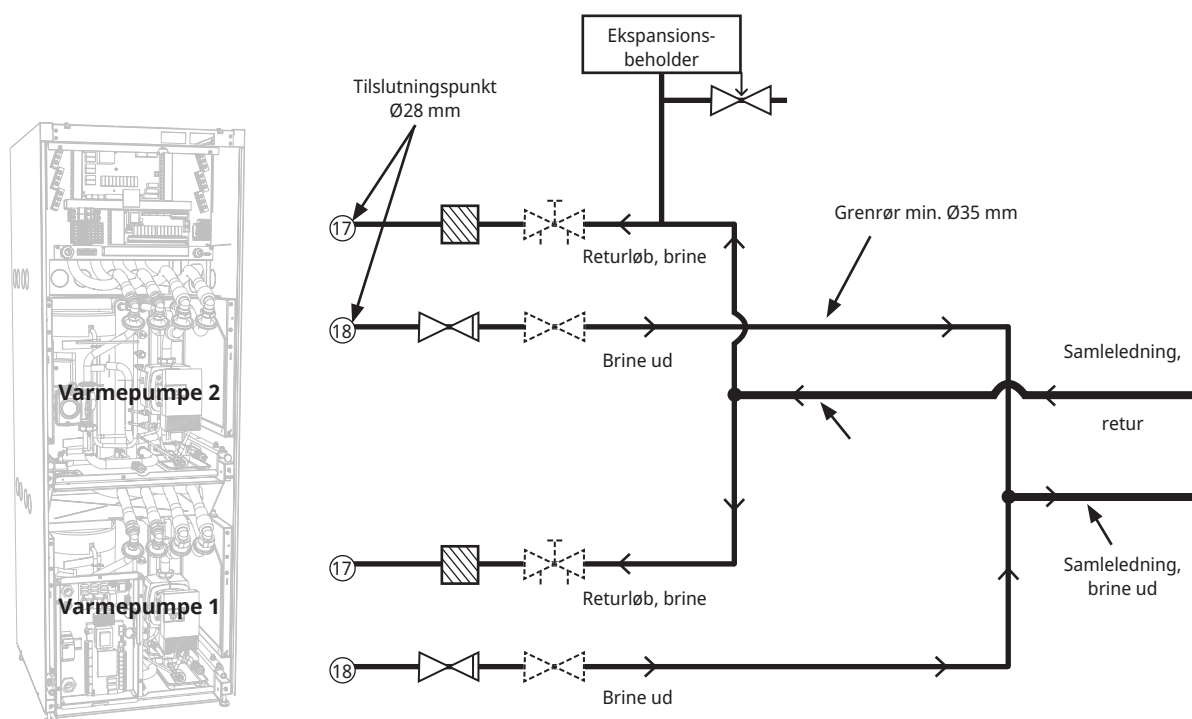 Ekspansions-
beholder
Tilslutningspunkt
Ø28 mm
17
Returløb, brine
Grenrør min. Ø35 mm
18
Brine ud
Samleledning,
retur
Varmepumpe 2
17
Returløb, brine
Samleledning,
brine ud
Varmepumpe 1
18
Brine ud